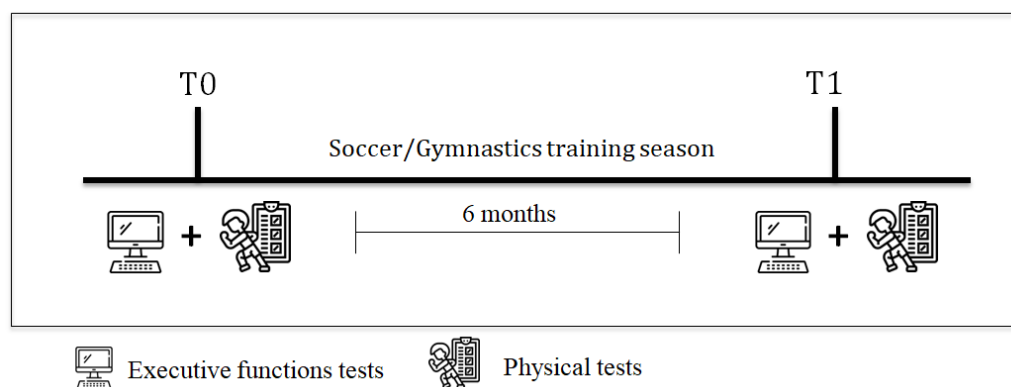 T0
T1
Soccer/Gymnastics training season
+
6 months
+
Executive functions tests
Physical tests